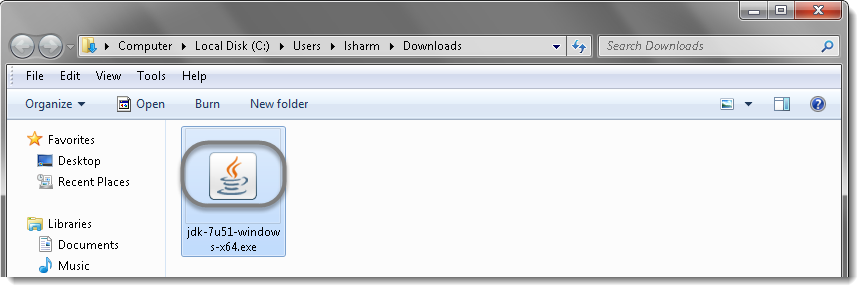 Computer ▸ Local Disk (C:) ▸ Users ▸ lsharm ▸ Downloads
Search Downloads
File Edit View Tools Help
Organize Open Burn New folder
Favorites
Desktop
Recent Places
Libraries
Documents
Music
jdk-7u51-window
s-x64.exe